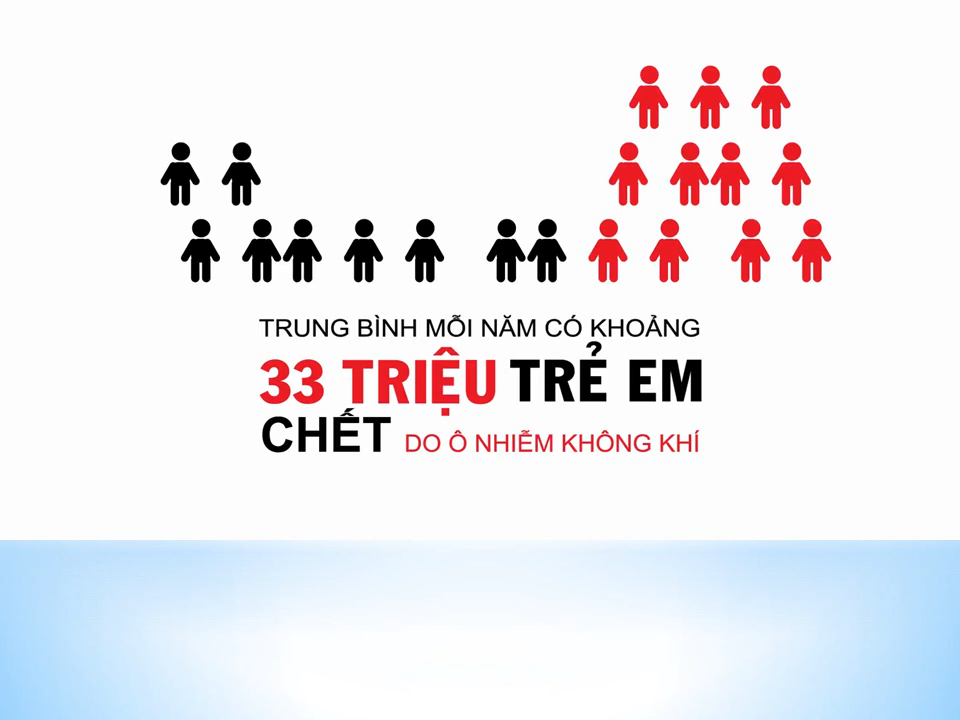 TRUNG BÌNH MỖI NĂM CÓ KHOẢNG
33 TRIỆU TRẺ EM
CHẾT DO Ô NHIỄM KHÔNG KHÍ